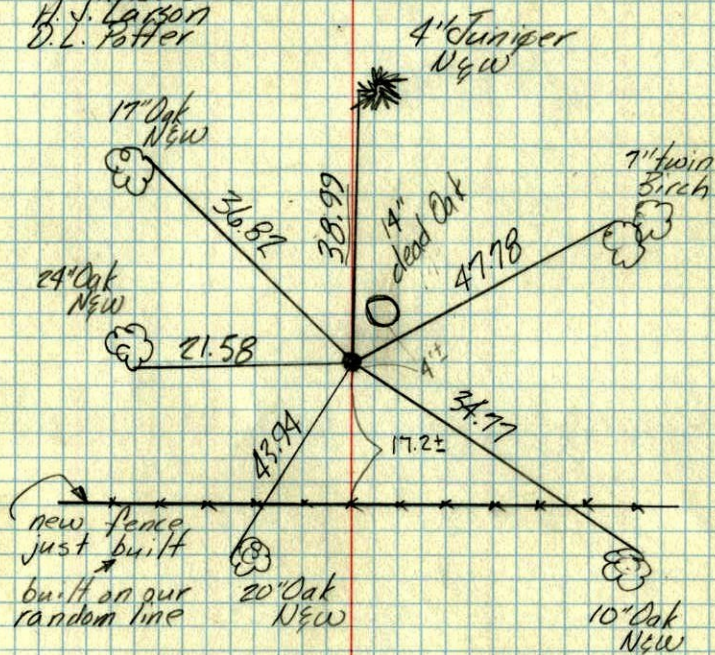 H. J. Larson
D. L. Potter
4" Juniper
N&W
17" Oak
N&W
7" twin
Birch
36.82
38.99
14"
dead Oak
47.78
24" Oak
N&W
21.58
4'±
34.77
43.94
17.2±
new fence
just built
built on our
random line
20" Oak
N&W
10" Oak
N&W